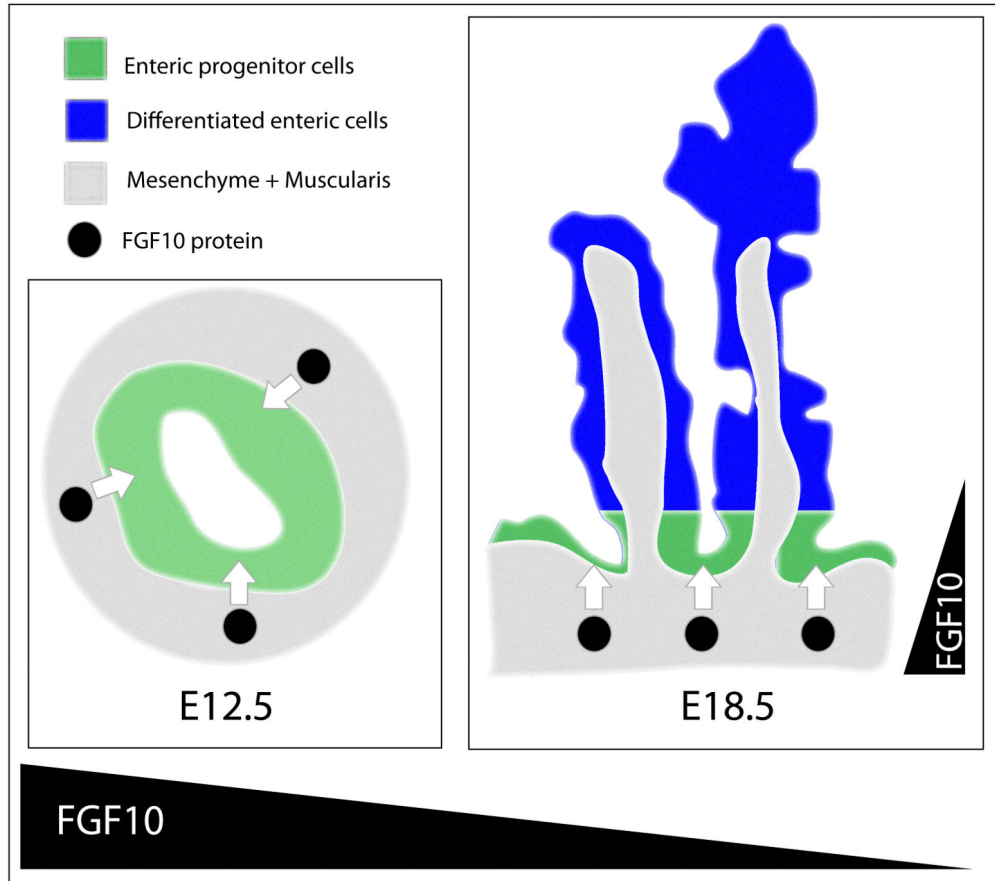 Enteric progenitor cells
Differentiated enteric cells
Mesenchyme + Muscularis
FGF10 protein
E12.5
E18.5
FGF10
FGF10